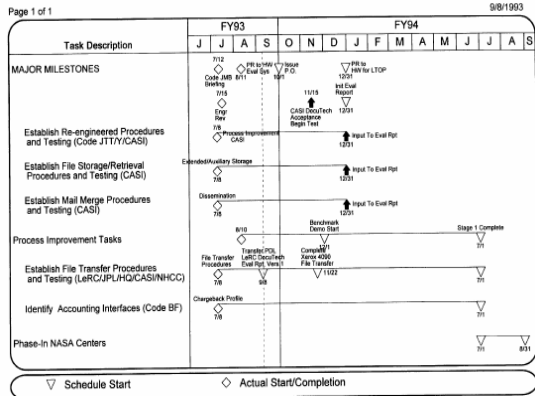 Page 1 of 1
9/8/1993
Task Description
FY93
FY94
J J A S O N D J F M A M J J A S
MAJOR MILESTONES
7/12
Code JMB
Briefing
PR to HW
Eval Sys
8/11
Issue
P.O.
10/1
PR to
HW for LTOP
12/31
7/15
Engr
Rev
11/15
CASI DocuTech
Acceptance
Begin Test
Init Eval
Report
12/31
Establish Re-engineered Procedures
and Testing (Code JTT/Y/CASI)
7/8
Process Improvement
CASI
Input To Eval Rpt
12/31
Establish File Storage/Retrieval
Procedures and Testing (CASI)
Extended/Auxiliary Storage
7/8
Input To Eval Rpt
12/31
Establish Mail Merge Procedures
and Testing (CASI)
Dissemination
7/8
Input To Eval Rpt
12/31
Process Improvement Tasks
8/10
Benchmark
Demo Start
12/1
Stage 1 Complete
7/1
Establish File Transfer Procedures
and Testing (LeRC/JPL/HQ/CASI/NHCC)
File Transfer
Procedures
7/8
Transfer PDL
LeRC DocuTech
Eval Rpt, Vers 1
9/8
Complete
Xerox 4090
File Transfer
11/22
7/1
Identify Accounting Interfaces (Code BF)
Chargeback Profile
7/8
7/1
Phase-In NASA Centers
7/1
8/31
Schedule Start
Actual Start/Completion